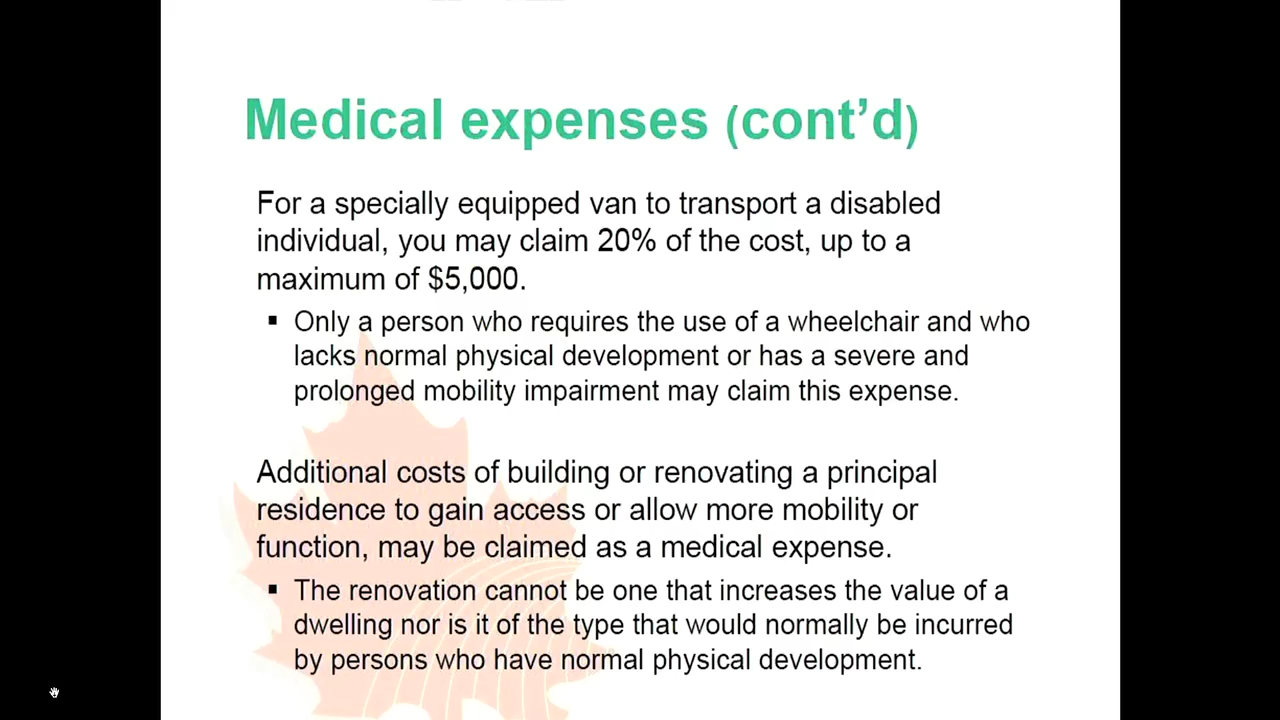 Medical expenses (cont’d)
For a specially equipped van to transport a disabled
individual, you may claim 20% of the cost, up to a
maximum of $5,000.
▪ Only a person who requires the use of a wheelchair and who
lacks normal physical development or has a severe and
prolonged mobility impairment may claim this expense.
Additional costs of building or renovating a principal
residence to gain access or allow more mobility or
function, may be claimed as a medical expense.
▪ The renovation cannot be one that increases the value of a
dwelling nor is it of the type that would normally be incurred
by persons who have normal physical development.